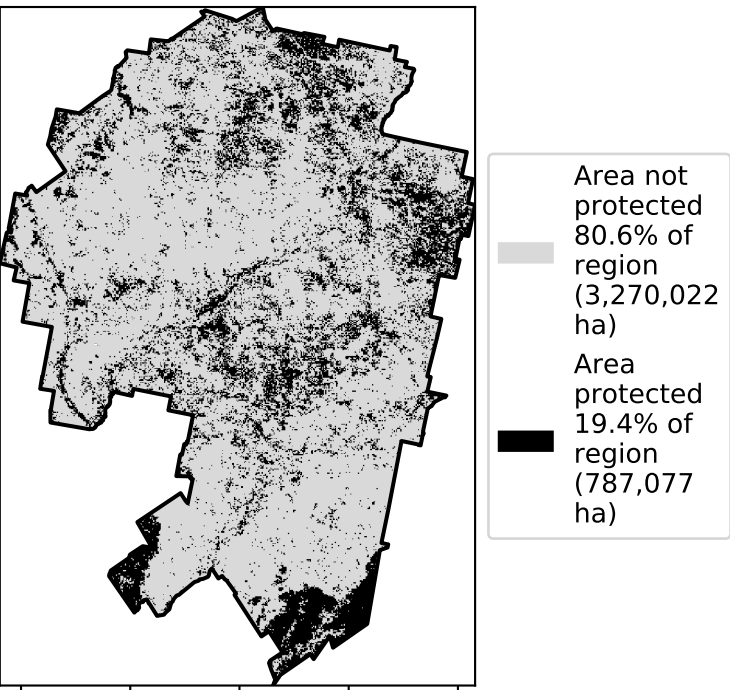 Area not
protected
80.6% of
region
(3,270,022
ha)
Area
protected
19.4% of
region
(787,077
ha)